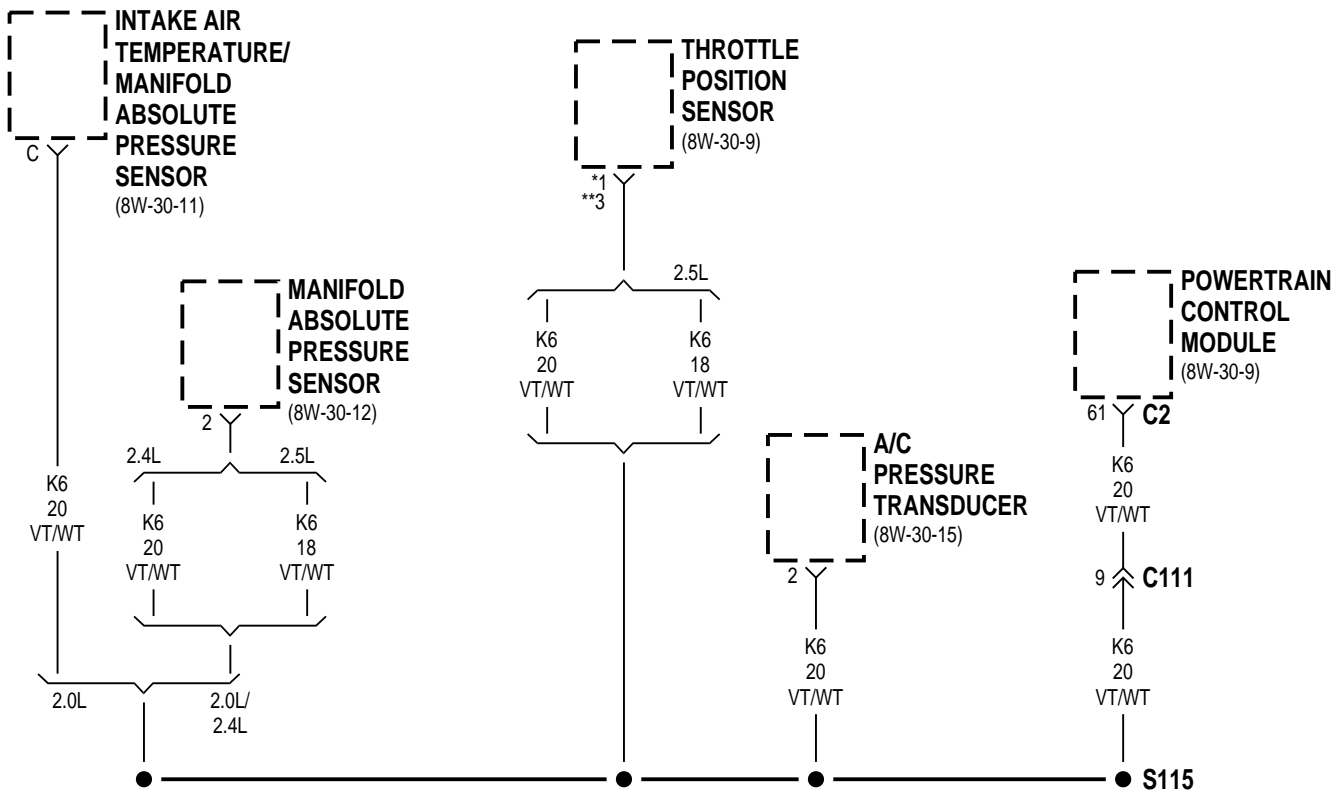 INTAKE AIR
TEMPERATURE/
MANIFOLD
ABSOLUTE
PRESSURE
SENSOR
(8W-30-11)
C
K6
20
VT/WT
MANIFOLD
ABSOLUTE
PRESSURE
SENSOR
(8W-30-12)
2
2.4L
2.5L
K6
20
VT/WT
K6
18
VT/WT
2.0L
2.0L/
2.4L
THROTTLE
POSITION
SENSOR
(8W-30-9)
*1
**3
2.5L
K6
20
VT/WT
K6
18
VT/WT
A/C
PRESSURE
TRANSDUCER
(8W-30-15)
2
K6
20
VT/WT
POWERTRAIN
CONTROL
MODULE
(8W-30-9)
61 C2
K6
20
VT/WT
9 C111
K6
20
VT/WT
S115